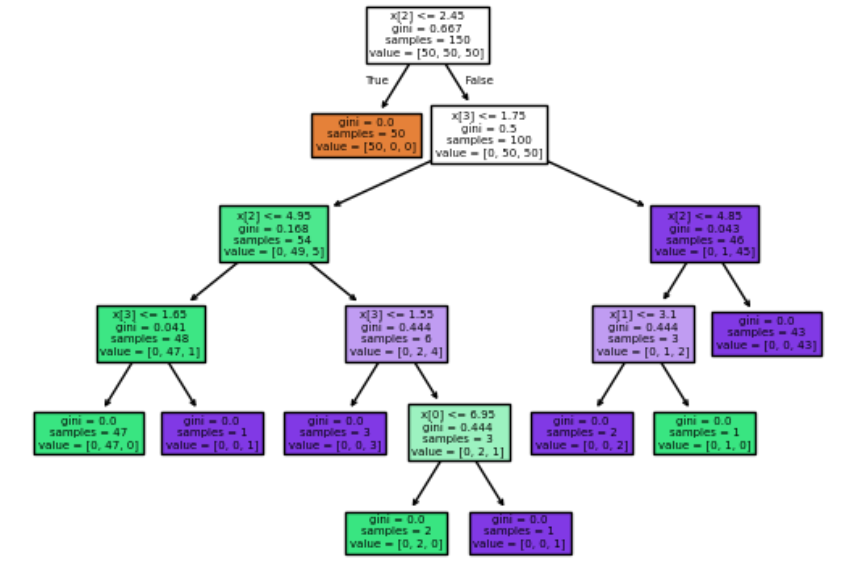 x[2] <= 2.45
gini = 0.667
samples = 150
value = [50, 50, 50]
True
False
gini = 0.0
samples = 50
value = [50, 0, 0]
x[3] <= 1.75
gini = 0.5
samples = 100
value = [0, 50, 50]
x[2] <= 4.95
gini = 0.168
samples = 54
value = [0, 49, 5]
x[2] <= 4.85
gini = 0.043
samples = 46
value = [0, 1, 45]
x[3] <= 1.65
gini = 0.041
samples = 48
value = [0, 47, 1]
x[3] <= 1.55
gini = 0.444
samples = 6
value = [0, 2, 4]
x[1] <= 3.1
gini = 0.444
samples = 3
value = [0, 1, 2]
gini = 0.0
samples = 43
value = [0, 0, 43]
gini = 0.0
samples = 47
value = [0, 47, 0]
gini = 0.0
samples = 1
value = [0, 0, 1]
gini = 0.0
samples = 3
value = [0, 0, 3]
x[0] <= 6.95
gini = 0.444
samples = 3
value = [0, 2, 1]
gini = 0.0
samples = 2
value = [0, 0, 2]
gini = 0.0
samples = 1
value = [0, 1, 0]
gini = 0.0
samples = 2
value = [0, 2, 0]
gini = 0.0
samples = 1
value = [0, 0, 1]